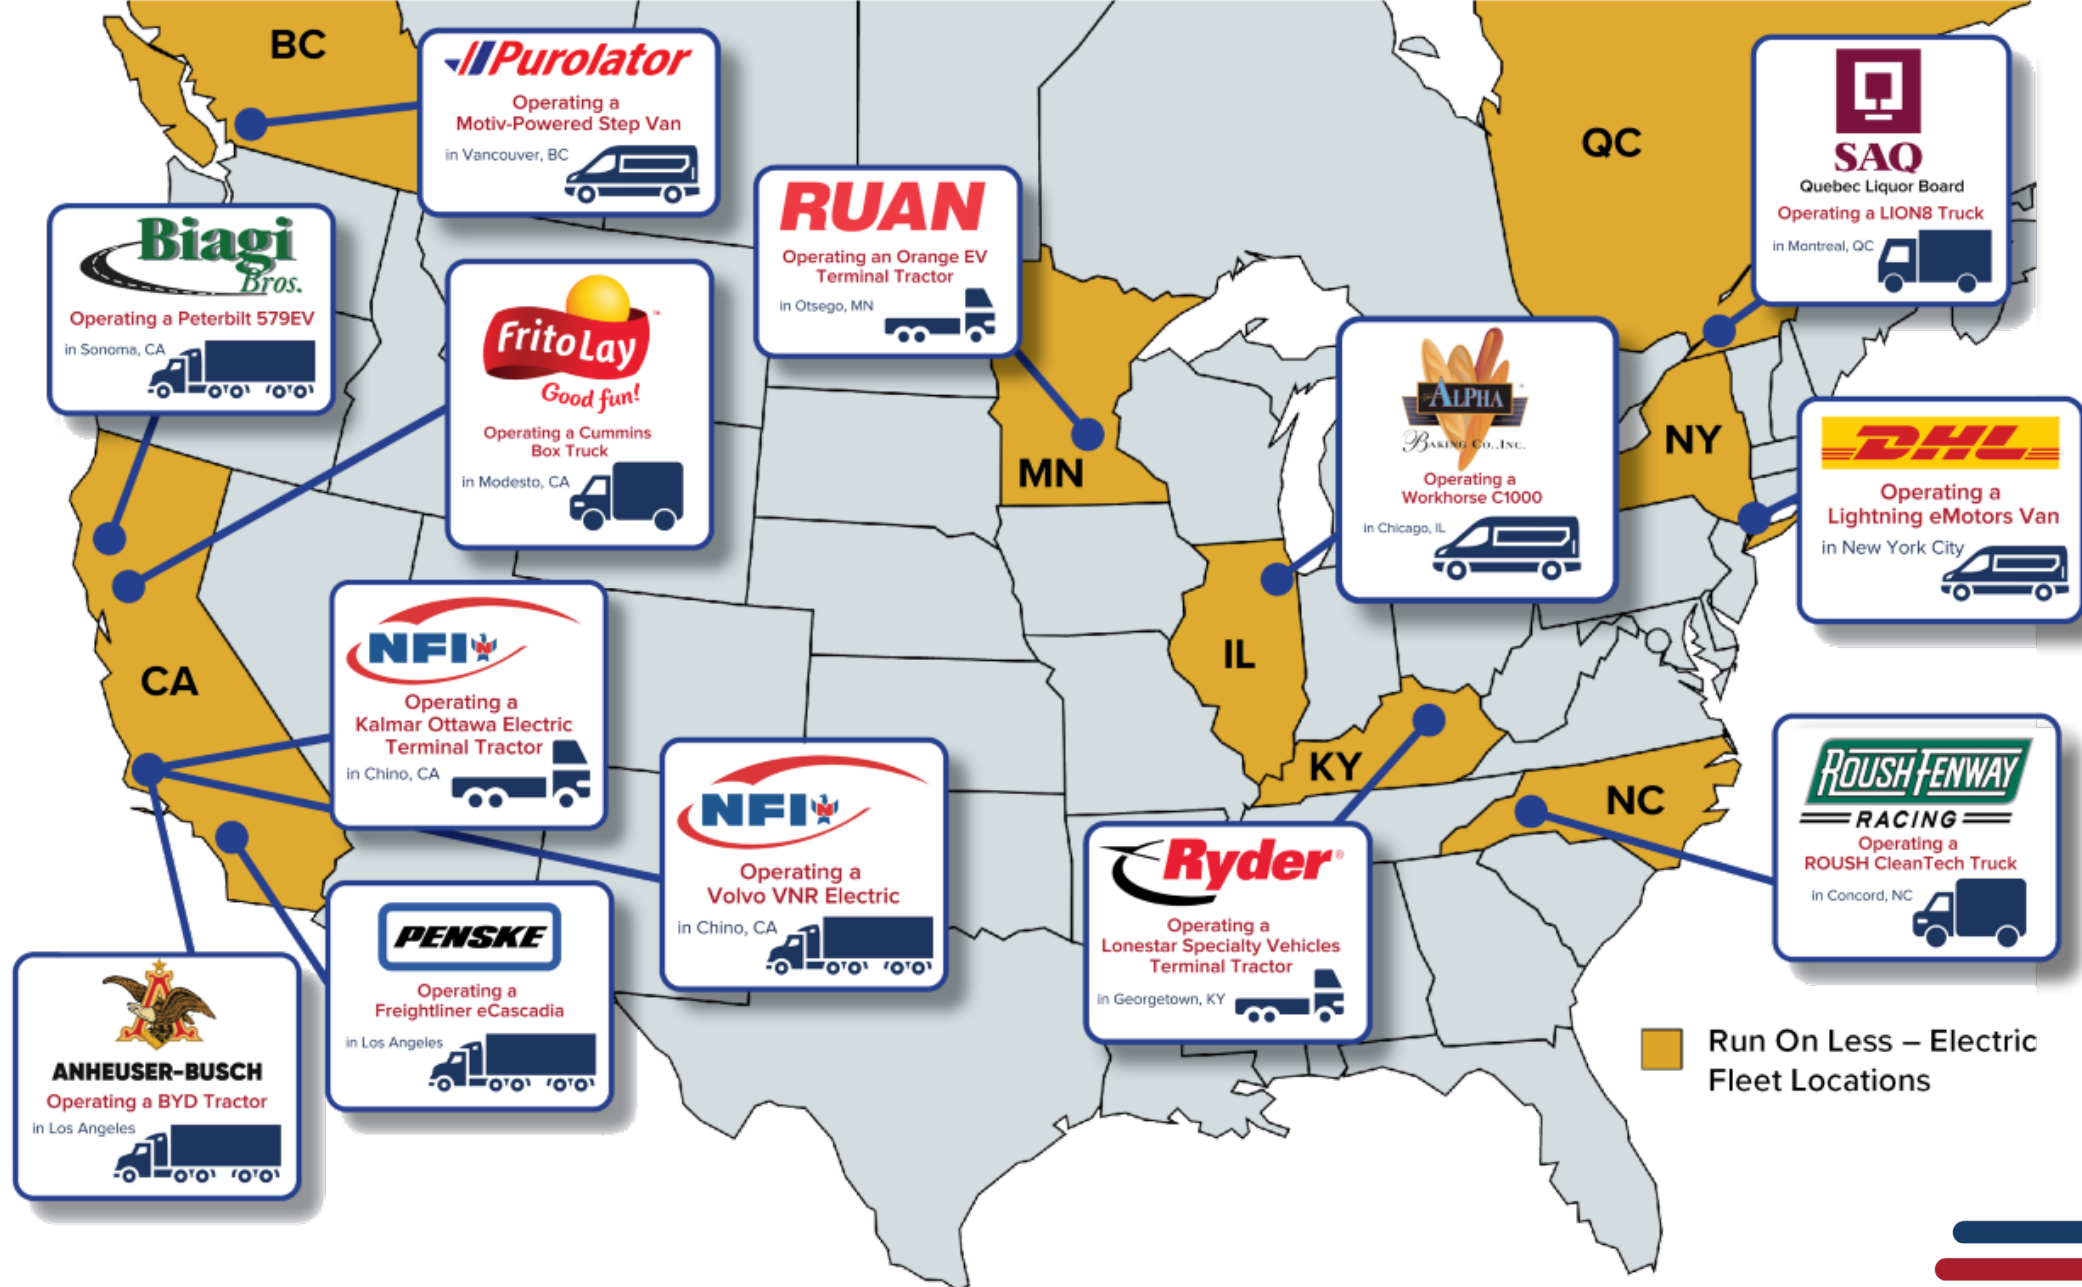 BC
Purolator
Operating a
Motiv-Powered Step Van
in Vancouver, BC
QC
SAQ
Quebec Liquor Board
Operating a LION8 Truck
in Montreal, QC
RUAN
Operating an Orange EV
Terminal Tractor
in Otsego, MN
Biagi
Bros.
Operating a Peterbilt 579EV
in Sonoma, CA
Frito Lay
™
Good fun!
Operating a Cummins
Box Truck
in Modesto, CA
MN
ALPHA
BAKING CO., INC.
Operating a
Workhorse C1000
in Chicago, IL
NY
DHL
Operating a
Lightning eMotors Van
in New York City
CA
NFI
Operating a
Kalmar Ottawa Electric
Terminal Tractor
in Chino, CA
IL
KY
NC
NFI
Operating a
Volvo VNR Electric
in Chino, CA
ROUSH FENWAY
RACING
Operating a
ROUSH CleanTech Truck
in Concord, NC
Ryder®
Operating a
Lonestar Specialty Vehicles
Terminal Tractor
in Georgetown, KY
PENSKE
Operating a
Freightliner eCascadia
in Los Angeles
A
ANHEUSER-BUSCH
Operating a BYD Tractor
in Los Angeles
Run On Less – Electric
Fleet Locations